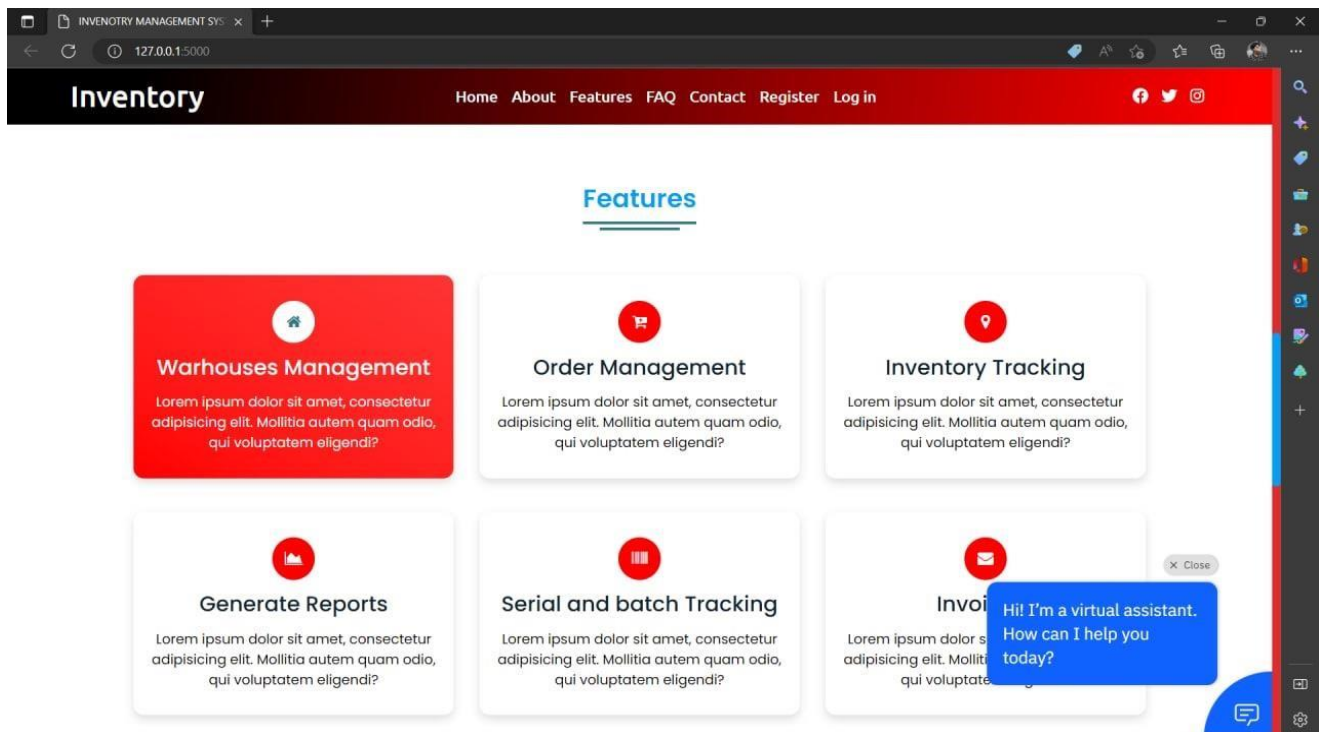 INVENOTRY MANAGEMENT SYS
127.0.0.1:5000
Inventory
Home About Features FAQ Contact Register Log in
Features
Warhouses Management
Lorem ipsum dolor sit amet, consectetur
adipisicing elit. Mollitia autem quam odio,
qui voluptatem eligendi?
Order Management
Lorem ipsum dolor sit amet, consectetur
adipisicing elit. Mollitia autem quam odio,
qui voluptatem eligendi?
Inventory Tracking
Lorem ipsum dolor sit amet, consectetur
adipisicing elit. Mollitia autem quam odio,
qui voluptatem eligendi?
Generate Reports
Lorem ipsum dolor sit amet, consectetur
adipisicing elit. Mollitia autem quam odio,
qui voluptatem eligendi?
Serial and batch Tracking
Lorem ipsum dolor sit amet, consectetur
adipisicing elit. Mollitia autem quam odio,
qui voluptatem eligendi?
Invoi
Lorem ipsum dolor s
adipisicing elit. Molliti
qui voluptate
× Close
Hi! I'm a virtual assistant.
How can I help you
today?